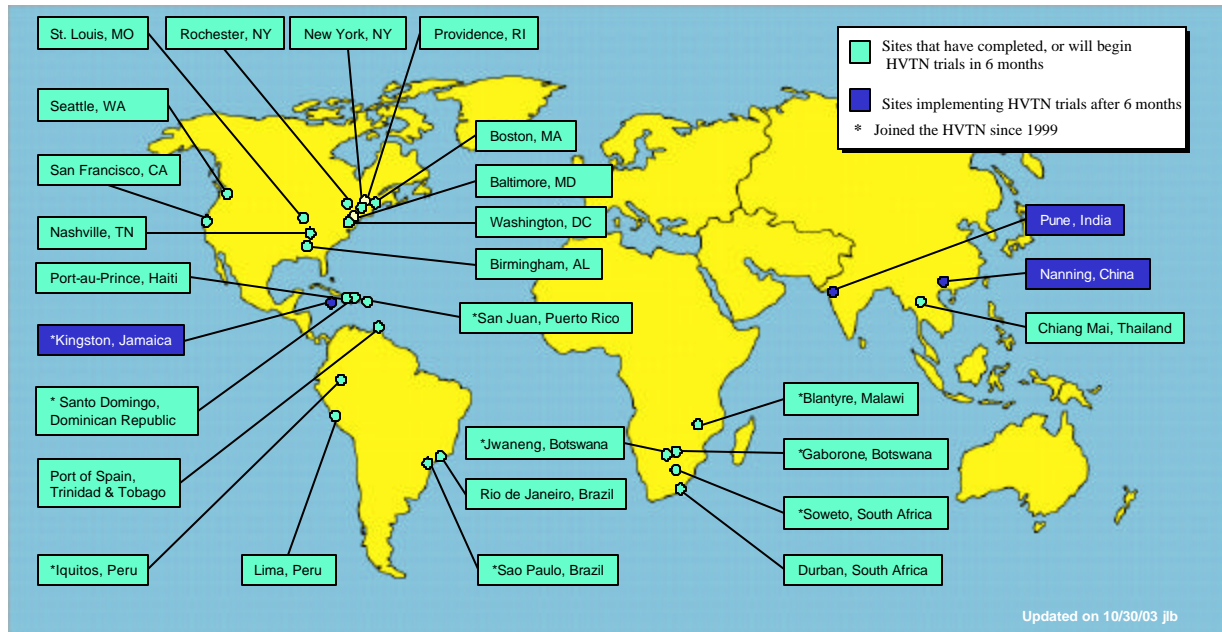 St. Louis, MO
Rochester, NY
New York, NY
Providence, RI
Sites that have completed, or will begin
HVTN trials in 6 months
Sites implementing HVTN trials after 6 months
* Joined the HVTN since 1999
Seattle, WA
Boston, MA
San Francisco, CA
Baltimore, MD
Nashville, TN
Washington, DC
Pune, India
Birmingham, AL
Port-au-Prince, Haiti
Nanning, China
*San Juan, Puerto Rico
Chiang Mai, Thailand
*Kingston, Jamaica
* Santo Domingo,
Dominican Republic
*Blantyre, Malawi
*Jwaneng, Botswana
*Gaborone, Botswana
Port of Spain,
Trinidad & Tobago
Rio de Janeiro, Brazil
*Soweto, South Africa
*Iquitos, Peru
Lima, Peru
*Sao Paulo, Brazil
Durban, South Africa
Updated on 10/30/03 jlb